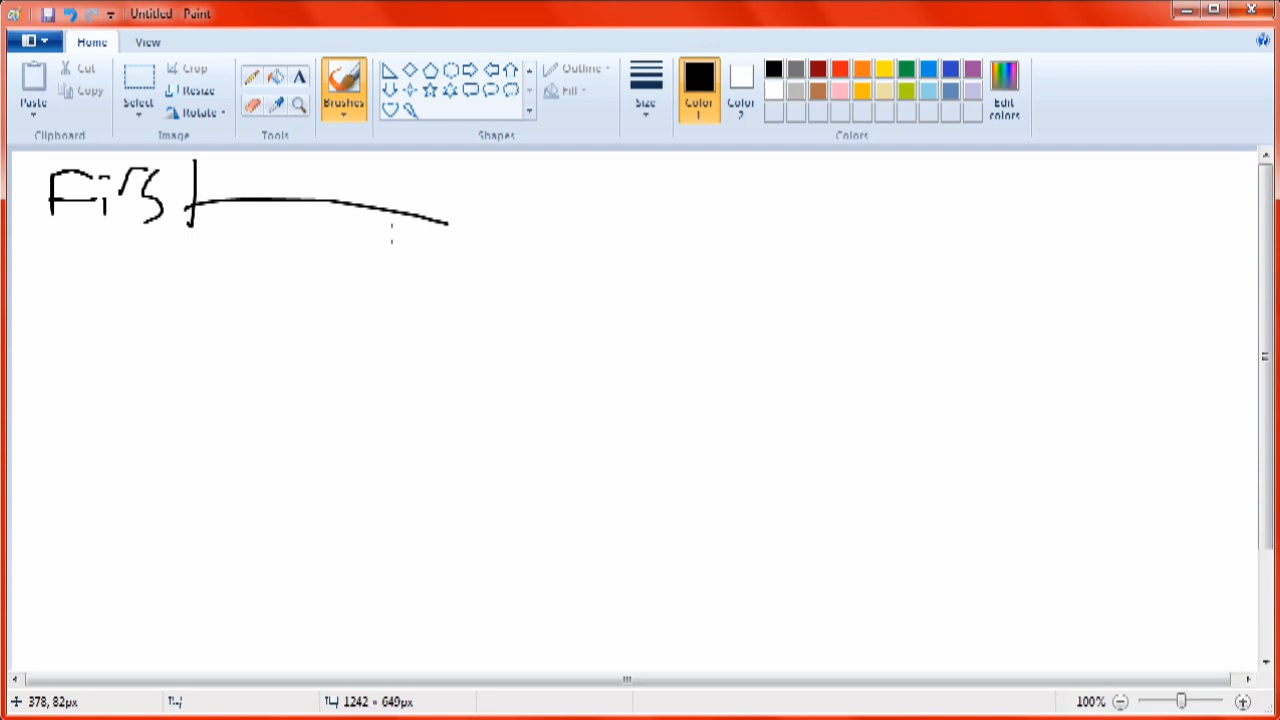 Untitled - Paint
Home View
Paste
Cut
Copy
Clipboard
Select
Crop
Resize
Rotate
Image
Tools
Brushes
Shapes
Outline
Fill
Size
Color 1
Color 2
Edit colors
Colors
First
378, 82px
1242 × 649px
100%